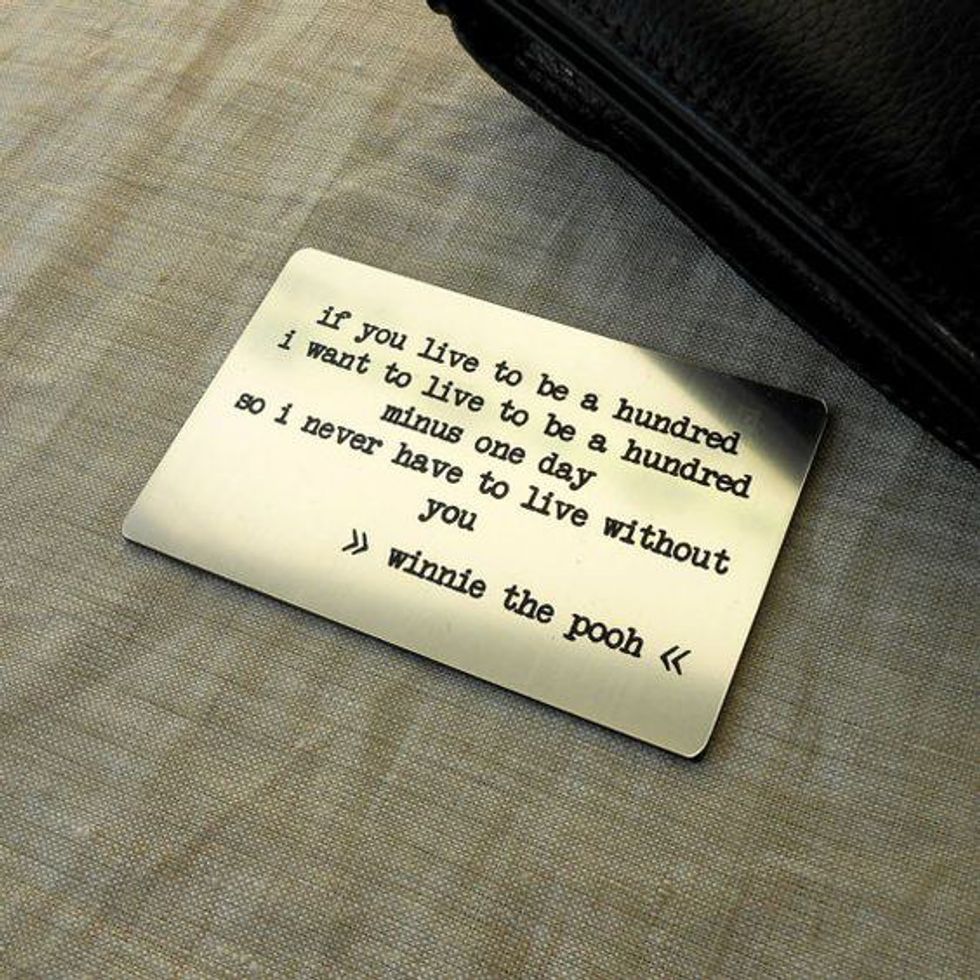 if you live to be a hundred
i want to live to be a hundred
minus one day
so i never have to live without
you
» winnie the pooh «